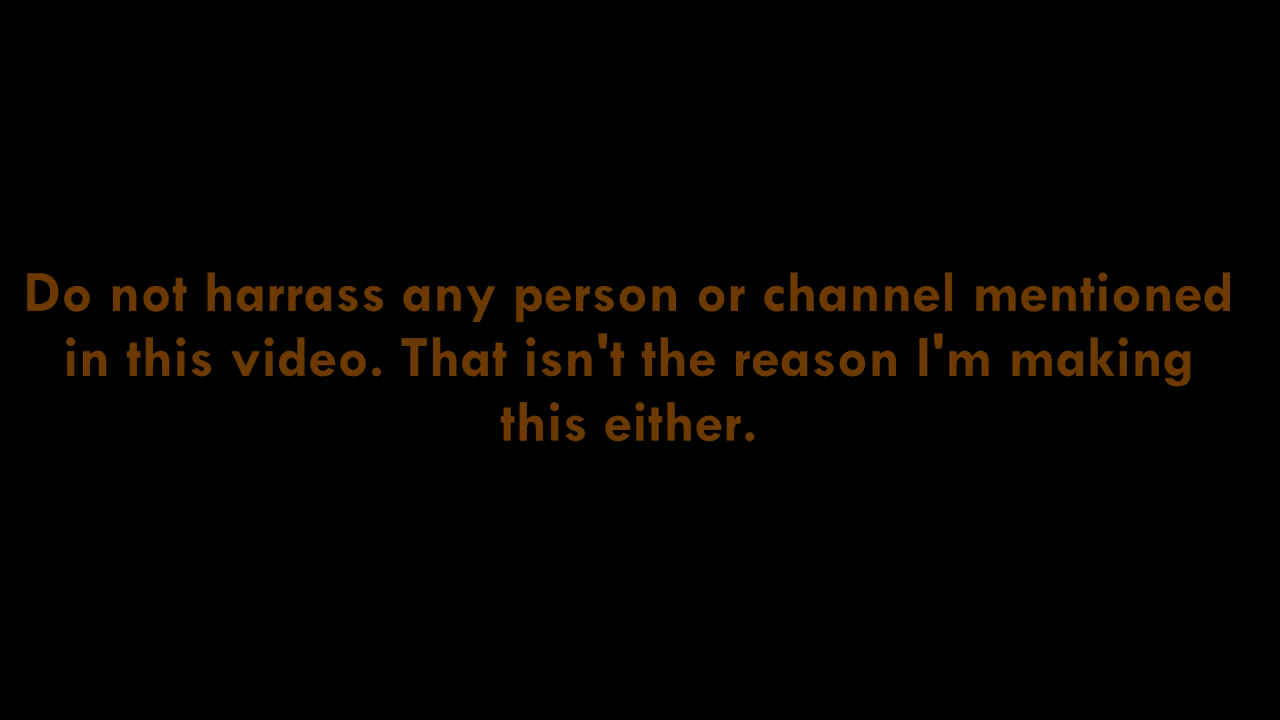 Do not harrass any person or channel mentioned
in this video. That isn't the reason I'm making
this either.